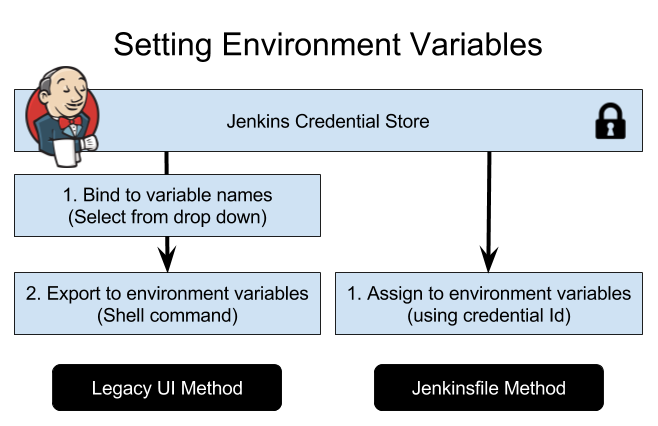 Setting Environment Variables
Jenkins Credential Store
1. Bind to variable names
(Select from drop down)
2. Export to environment variables
(Shell command)
1. Assign to environment variables
(using credential Id)
Legacy UI Method
Jenkinsfile Method